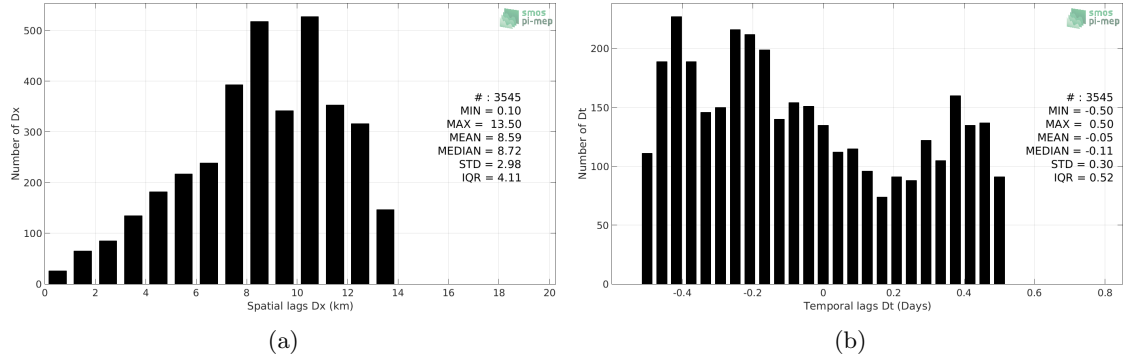 smos
pi-mep
500
400
300
200
100
0
Number of Dx
# : 3545
MIN = 0.10
MAX = 13.50
MEAN = 8.59
MEDIAN = 8.72
STD = 2.98
IQR = 4.11
0 2 4 6 8 10 12 14 16 18 20
Spatial lags Dx (km)
(a)
smos
pi-mep
200
150
100
50
0
Number of Dt
# : 3545
MIN = -0.50
MAX = 0.50
MEAN = -0.05
MEDIAN = -0.11
STD = 0.30
IQR = 0.52
-0.4 -0.2 0 0.2 0.4 0.6 0.8
Temporal lags Dt (Days)
(b)